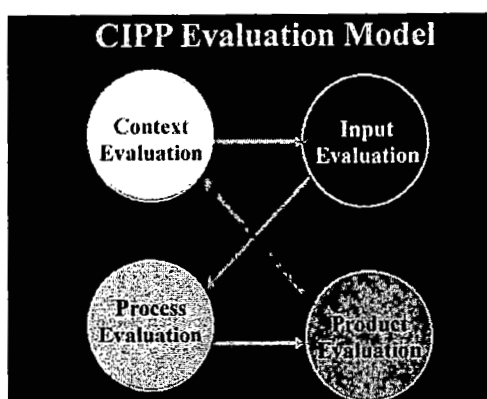 CIPP Evaluation Model
Context
Evaluation
Input
Evaluation
Process
Evaluation
Product
Evaluation